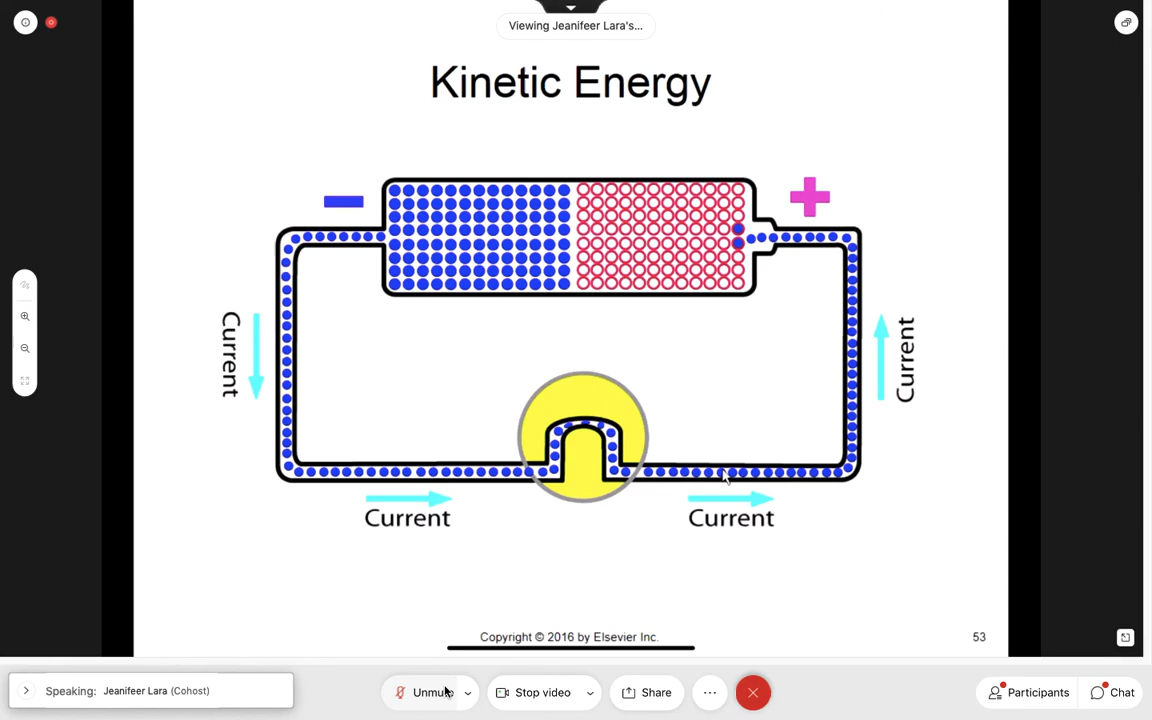 Viewing Jeanifeer Lara's...
Kinetic Energy
Current
Current
Current
Current
Copyright © 2016 by Elsevier Inc.
53
Speaking: Jeanifeer Lara (Cohost)
Unmute
Stop video
Share
Participants
Chat